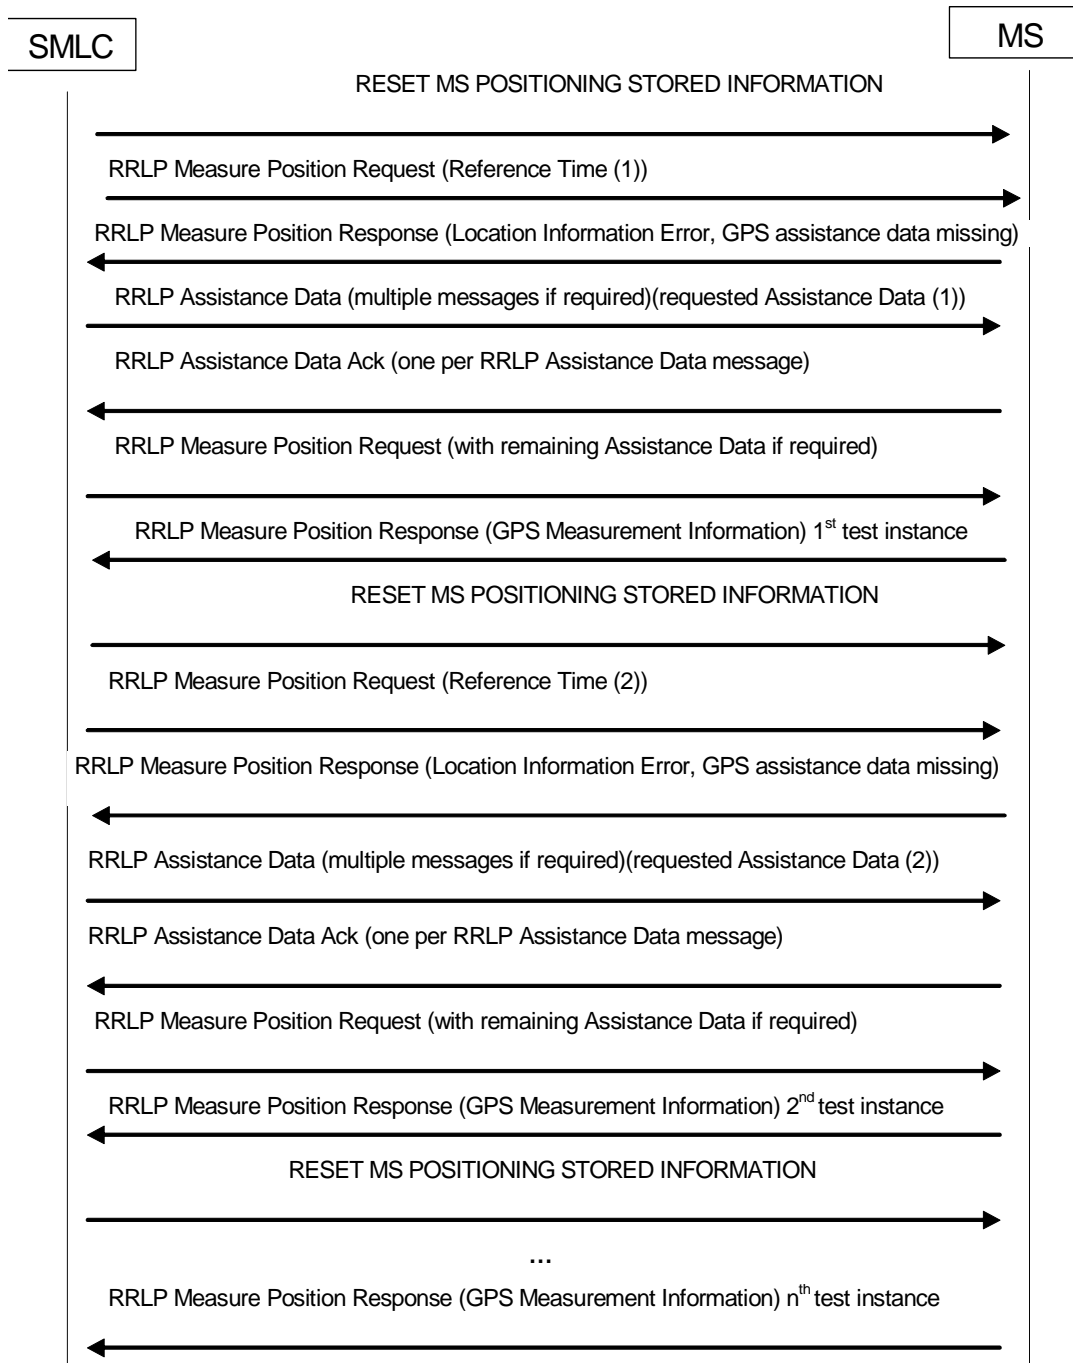 SMLC
MS
RESET MS POSITIONING STORED INFORMATION
RRLP Measure Position Request (Reference Time (1))
RRLP Measure Position Response (Location Information Error, GPS assistance data missing)
RRLP Assistance Data (multiple messages if required)(requested Assistance Data (1))
RRLP Assistance Data Ack (one per RRLP Assistance Data message)
RRLP Measure Position Request (with remaining Assistance Data if required)
RRLP Measure Position Response (GPS Measurement Information) 1st test instance
RESET MS POSITIONING STORED INFORMATION
RRLP Measure Position Request (Reference Time (2))
RRLP Measure Position Response (Location Information Error, GPS assistance data missing)
RRLP Assistance Data (multiple messages if required)(requested Assistance Data (2))
RRLP Assistance Data Ack (one per RRLP Assistance Data message)
RRLP Measure Position Request (with remaining Assistance Data if required)
RRLP Measure Position Response (GPS Measurement Information) 2nd test instance
RESET MS POSITIONING STORED INFORMATION
...
RRLP Measure Position Response (GPS Measurement Information) nth test instance